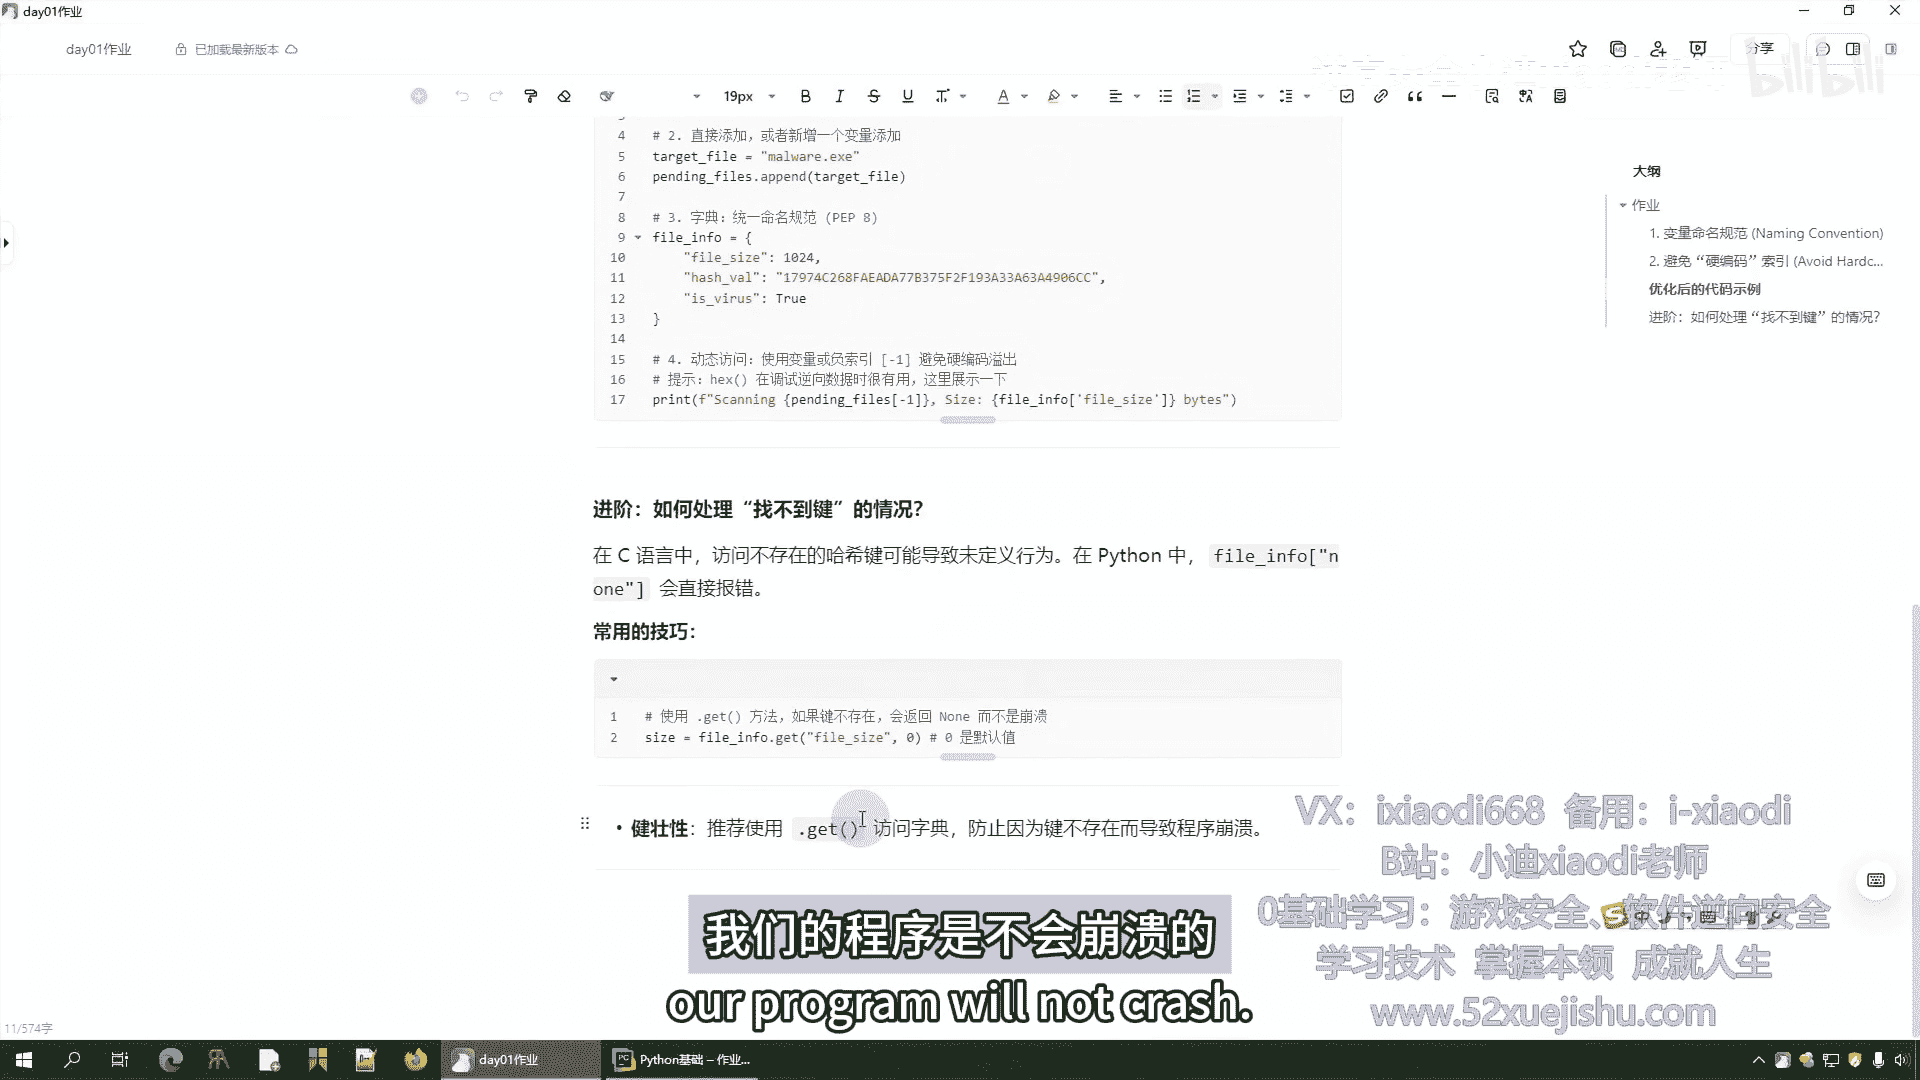 day01作业
day01作业 已加载最新版本
分享
bilibili
19px
4 # 2. 直接添加，或者新增一个变量添加
5 target_file = "malware.exe"
6 pending_files.append(target_file)
7
8 # 3. 字典：统一命名规范 (PEP 8)
9 file_info = {
10 "file_size": 1024,
11 "hash_val": "17974C268FAEADA77B375F2F193A33A63A4906CC",
12 "is_virus": True
13 }
14
15 # 4. 动态访问：使用变量或负索引 [-1] 避免硬编码溢出
16 # 提示：hex() 在调试逆向数据时很有用，这里展示一下
17 print(f"Scanning {pending_files[-1]}, Size: {file_info['file_size']} bytes")
大纲
作业
1. 变量命名规范 (Naming Convention)
2. 避免“硬编码”索引 (Avoid Hardc...
优化后的代码示例
进阶：如何处理“找不到键”的情况？
进阶：如何处理“找不到键”的情况？
在 C 语言中，访问不存在的哈希键可能导致未定义行为。在 Python 中， file_info["n
one"] 会直接报错。
常用的技巧：
1 # 使用 .get() 方法，如果键不存在，会返回 None 而不是崩溃
2 size = file_info.get("file_size", 0) # 0 是默认值
• 健壮性：推荐使用 .get() 访问字典，防止因为键不存在而导致程序崩溃。
VX：ixiaodi668 备用：i-xiaodi
B站：小迪xiaodi老师
0基础学习：游戏安全、软件逆向安全
学习技术 掌握本领 成就人生
www.52xuejishu.com
我们的程序是不会崩溃的
our program will not crash.
11/574字
day01作业
Python基础 – 作业...